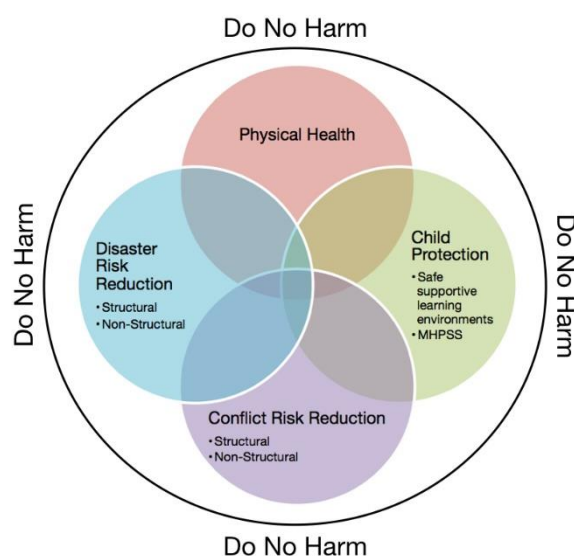 Do No Harm
Physical Health
Do No Harm
Disaster
Risk
Reduction
• Structural
• Non-Structural
Child
Protection
• Safe
supportive
learning
environments
• MHPSS
Do No Harm
Conflict Risk Reduction
• Structural
• Non-Structural
Do No Harm